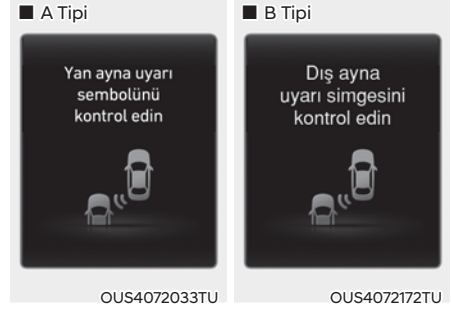 ■ A Tipi
Yan ayna uyarı
sembolünü
kontrol edin
OUS4072033TU
■ B Tipi
Dış ayna
uyarı simgesini
kontrol edin
OUS4072172TU